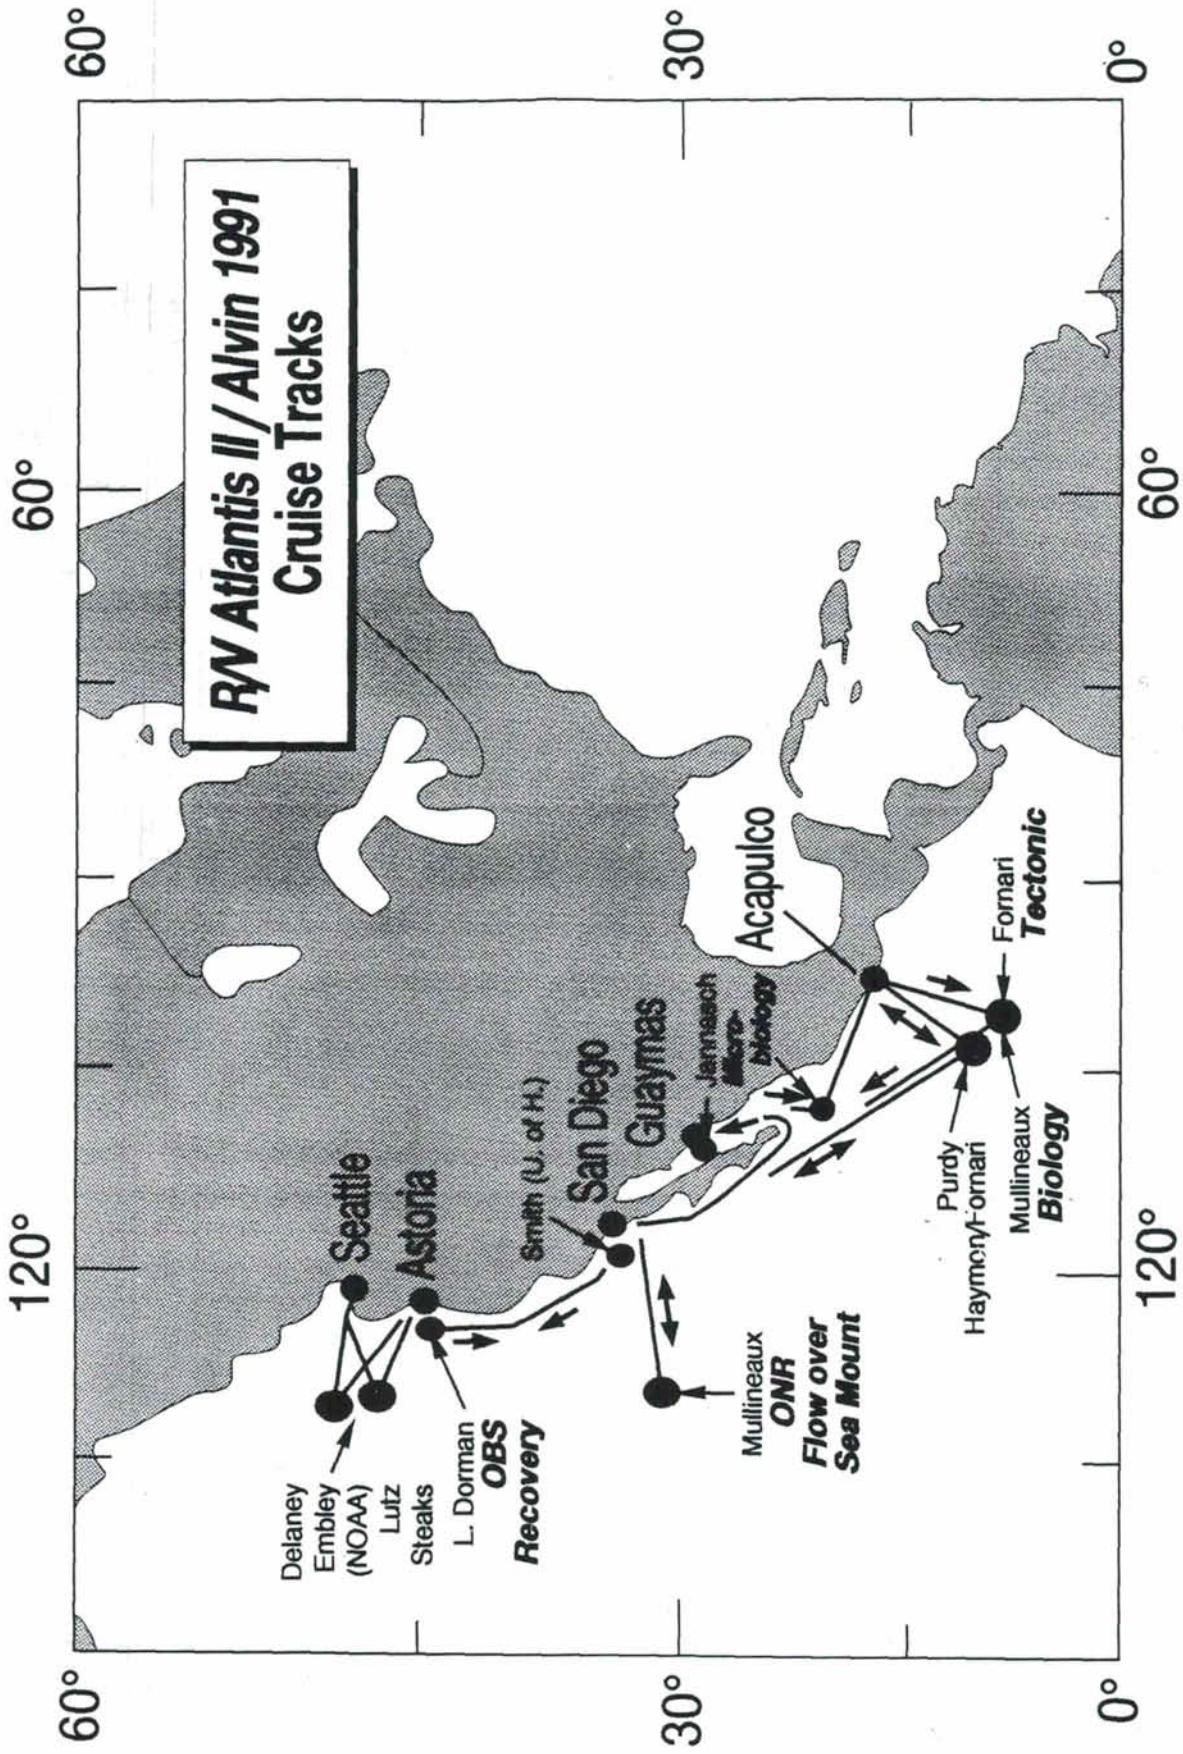 R/V Atlantis II / Alvin 1991
Cruise Tracks
60°
30°
0°
60°
30°
0°
120°
60°
120°
60°
Seattle
Astoria
Delaney
Embley
(NOAA)
Lutz
Steaks
L. Dorman
OBS
Recovery
Smith (U. of H.)
San Diego
Guaymas
Jannasch
Micro-
biology
Acapulco
Mullineaux
ONR
Flow over
Sea Mount
Purdy
Haymon/Fornari
Mullineaux
Biology
Fornari
Tectonic